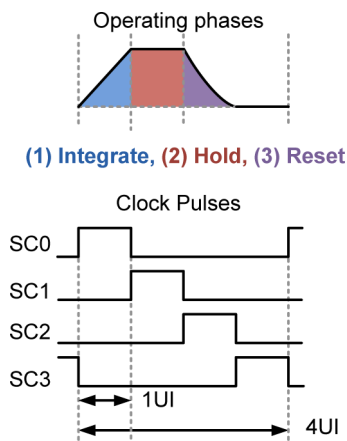 Operating phases
(1) Integrate, (2) Hold, (3) Reset
Clock Pulses
SC0
SC1
SC2
SC3
1UI
4UI